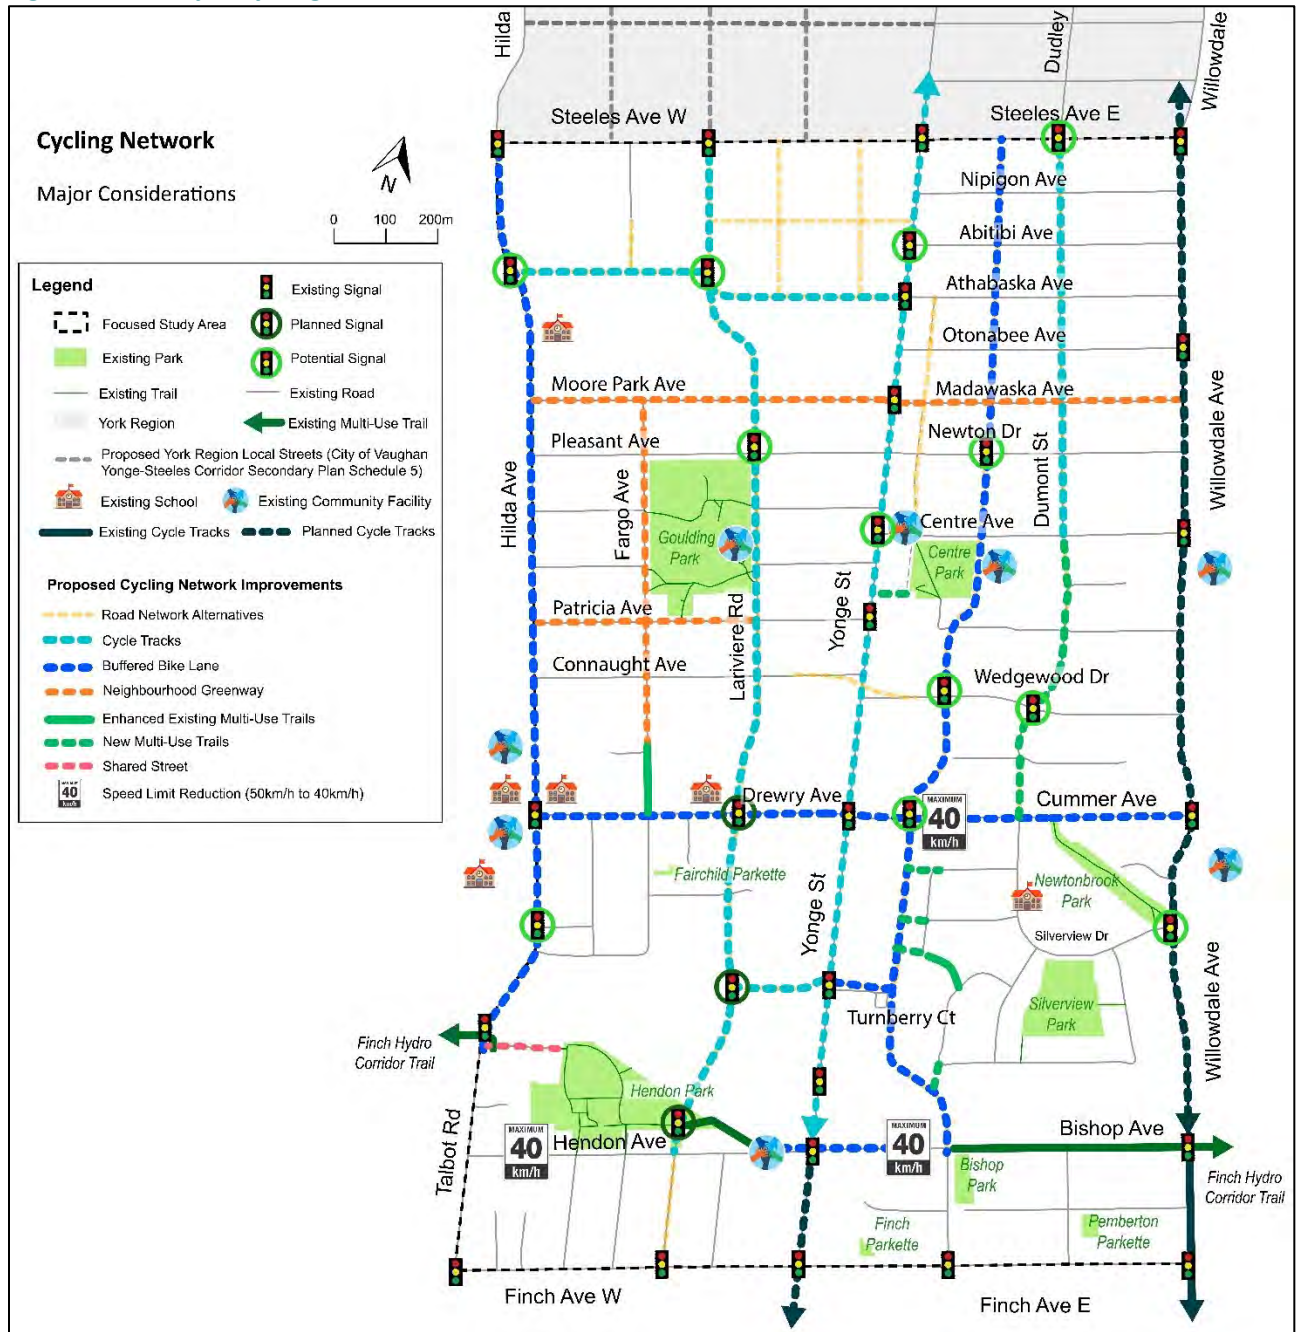 Hilda
Dudley
Willowdale
Steeles Ave W
Steeles Ave E
Cycling Network
Major Considerations
N
0 100 200m
Nipigon Ave
Abitibi Ave
Athabaska Ave
Otonabee Ave
Legend
Existing Signal
Focused Study Area
Planned Signal
Existing Park
Potential Signal
Existing Trail
Existing Road
York Region
Existing Multi-Use Trail
Proposed York Region Local Streets (City of Vaughan
Yonge-Steeles Corridor Secondary Plan Schedule 5)
Existing School
Existing Community Facility
Existing Cycle Tracks
Planned Cycle Tracks
Proposed Cycling Network Improvements
Road Network Alternatives
Cycle Tracks
Buffered Bike Lane
Neighbourhood Greenway
Enhanced Existing Multi-Use Trails
New Multi-Use Trails
Shared Street
MAXIMUM
40
km/h
Speed Limit Reduction (50km/h to 40km/h)
Moore Park Ave
Madawaska Ave
Pleasant Ave
Newton Dr
Hilda Ave
Fargo Ave
Dumont St
Willowdale Ave
Goulding
Park
Centre Ave
Centre
Park
Patricia Ave
Lariviere Rd
Yonge St
Connaught Ave
Wedgewood Dr
Drewry Ave
MAXIMUM
40
km/h
Cummer Ave
Fairchild Parkette
Newtonbrook
Park
Yonge St
Silverview Dr
Silverview
Park
Turnberry Ct
Willowdale Ave
Finch Hydro
Corridor Trail
Hendon Park
Talbot Rd
MAXIMUM
40
km/h
Hendon Ave
MAXIMUM
40
km/h
Bishop Ave
Bishop
Park
Finch Hydro
Corridor Trail
Finch
Parkette
Pemberton
Parkette
Finch Ave W
Finch Ave E